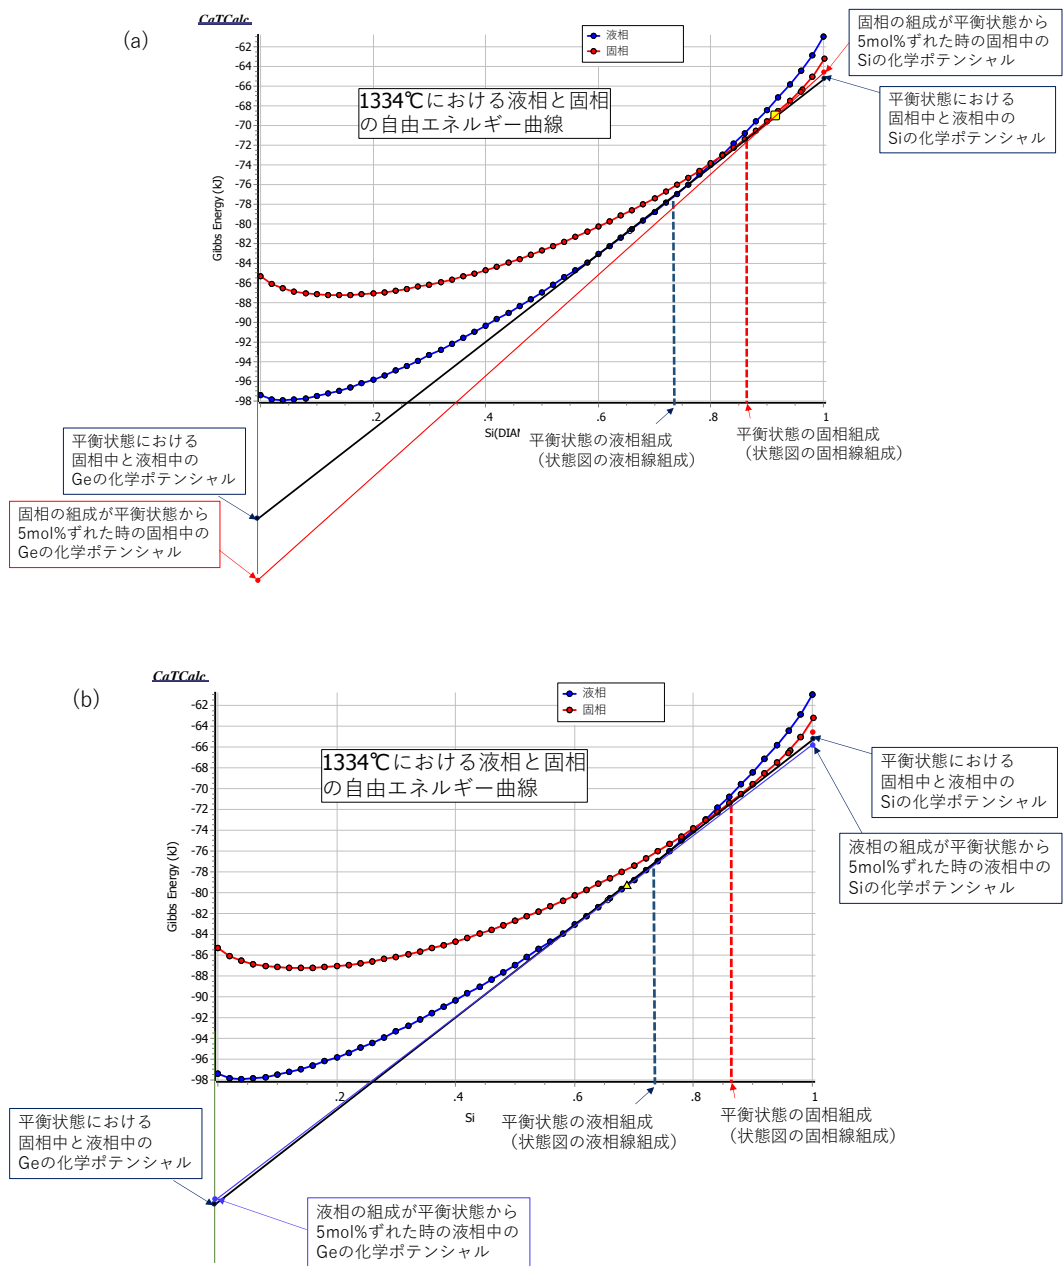 CaTCalc
(a)
液相
固相
固相の組成が平衡状態から
5mol%ずれた時の固相中の
Siの化学ポテンシャル
平衡状態における
固相中と液相中の
Siの化学ポテンシャル
1334℃における液相と固相
の自由エネルギー曲線
Gibbs Energy (kJ)
-62
-64
-66
-68
-70
-72
-74
-76
-78
-80
-82
-84
-86
-88
-90
-92
-94
-96
-98
.2
.4
.6
.8
1
平衡状態の液相組成
(状態図の液相線組成)
平衡状態の固相組成
(状態図の固相線組成)
平衡状態における
固相中と液相中の
Geの化学ポテンシャル
固相の組成が平衡状態から
5mol%ずれた時の固相中の
Geの化学ポテンシャル
CaTCalc
(b)
液相
固相
1334℃における液相と固相
の自由エネルギー曲線
平衡状態における
固相中と液相中の
Siの化学ポテンシャル
液相の組成が平衡状態から
5mol%ずれた時の液相中の
Siの化学ポテンシャル
Gibbs Energy (kJ)
-62
-64
-66
-68
-70
-72
-74
-76
-78
-80
-82
-84
-86
-88
-90
-92
-94
-96
-98
.2
.4
.6
.8
1
Si
平衡状態の液相組成
(状態図の液相線組成)
平衡状態の固相組成
(状態図の固相線組成)
平衡状態における
固相中と液相中の
Geの化学ポテンシャル
液相の組成が平衡状態から
5mol%ずれた時の液相中の
Geの化学ポテンシャル